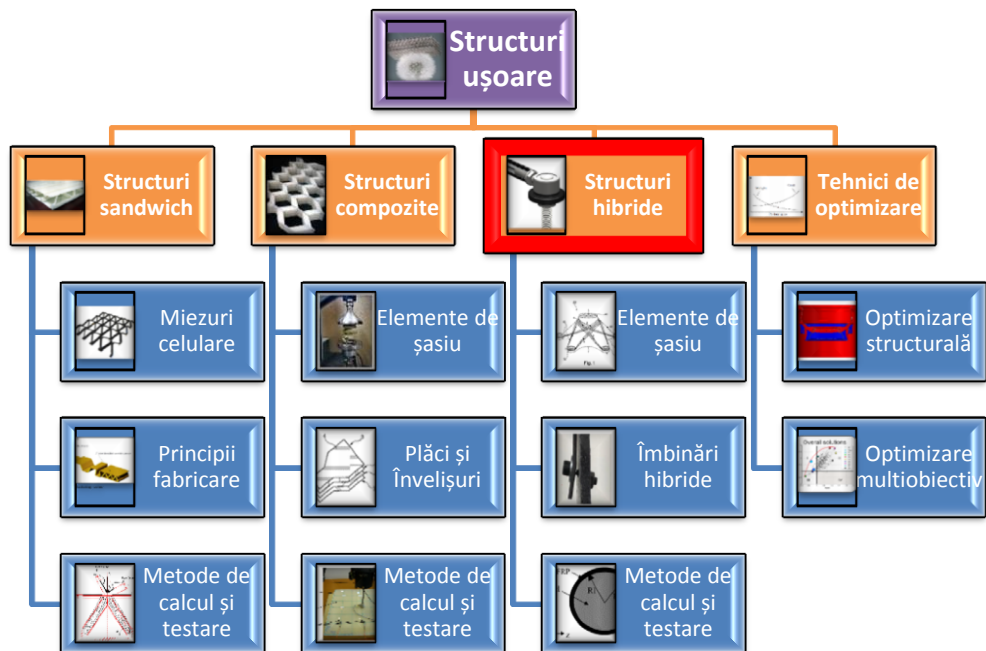 Structuri
ușoare
Structuri
sandwich
Structuri
compozite
Structuri
hibride
Tehnici de
optimizare
Miezuri
celulare
Elemente de
șasiu
Elemente de
șasiu
Optimizare
structurală
Principii
fabricare
Plăci și
Învelișuri
Îmbinări
hibride
Overall solutions
Optimizare
multiobiectiv
Metode de
calcul și
testare
Metode de
calcul și
testare
Metode de
calcul și
testare